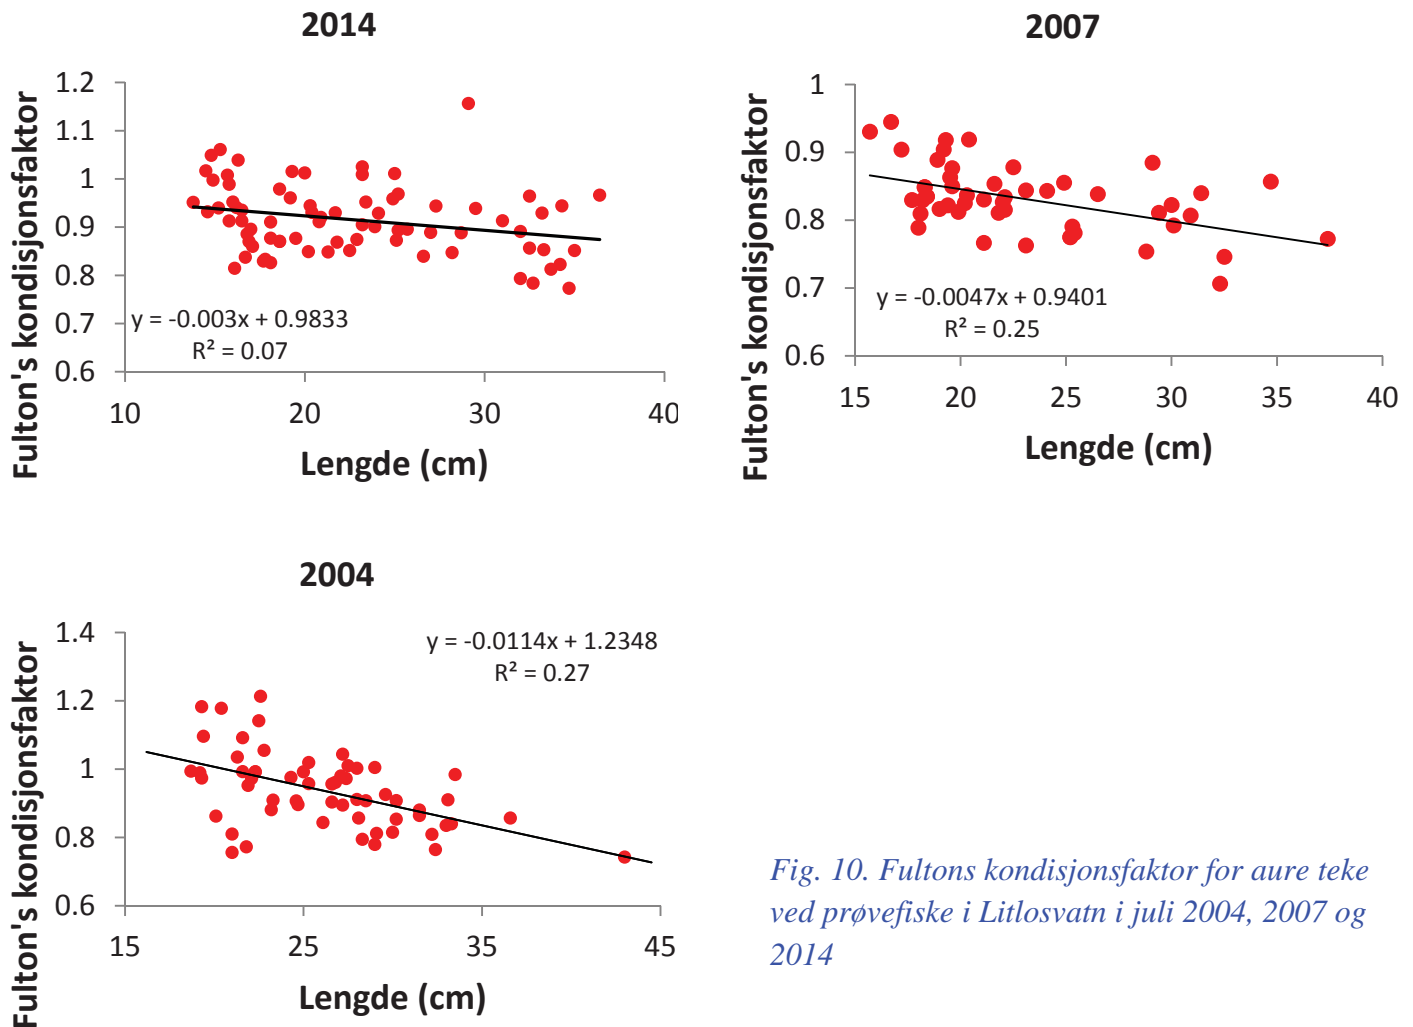 2014
Fulton's kondisjonsfaktor
1.2
1.1
1
0.9
0.8
0.7
0.6
y = -0.003x + 0.9833
R² = 0.07
10 20 30 40
Lengde (cm)
2007
Fulton's kondisjonsfaktor
1
0.9
0.8
0.7
0.6
y = -0.0047x + 0.9401
R² = 0.25
15 20 25 30 35 40
Lengde (cm)
2004
Fulton's kondisjonsfaktor
1.4
1.2
1
0.8
0.6
y = -0.0114x + 1.2348
R² = 0.27
15 25 35 45
Lengde (cm)
Fig. 10. Fultons kondisjonsfaktor for aure teke
ved prøvefiske i Litlosvatn i juli 2004, 2007 og
2014